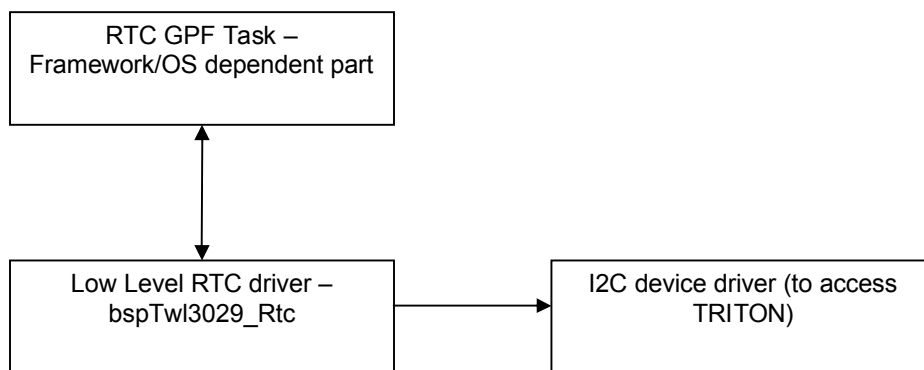 RTC GPF Task –
Framework/OS dependent part
Low Level RTC driver –
bspTwl3029_Rtc
I2C device driver (to access
TRITON)